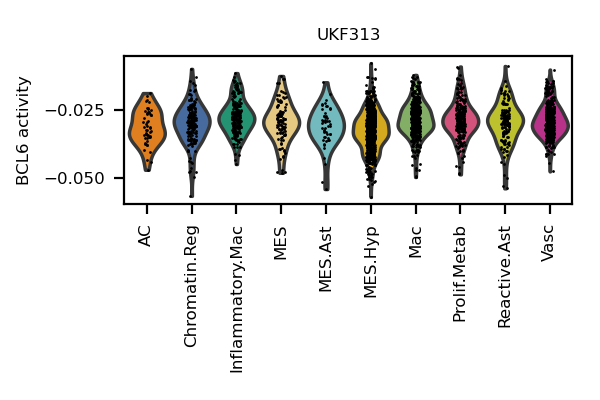 UKF313
BCL6 activity
−0.025
−0.050
AC
Chromatin.Reg
Inflammatory.Mac
MES
MES.Ast
MES.Hyp
Mac
Prolif.Metab
Reactive.Ast
Vasc